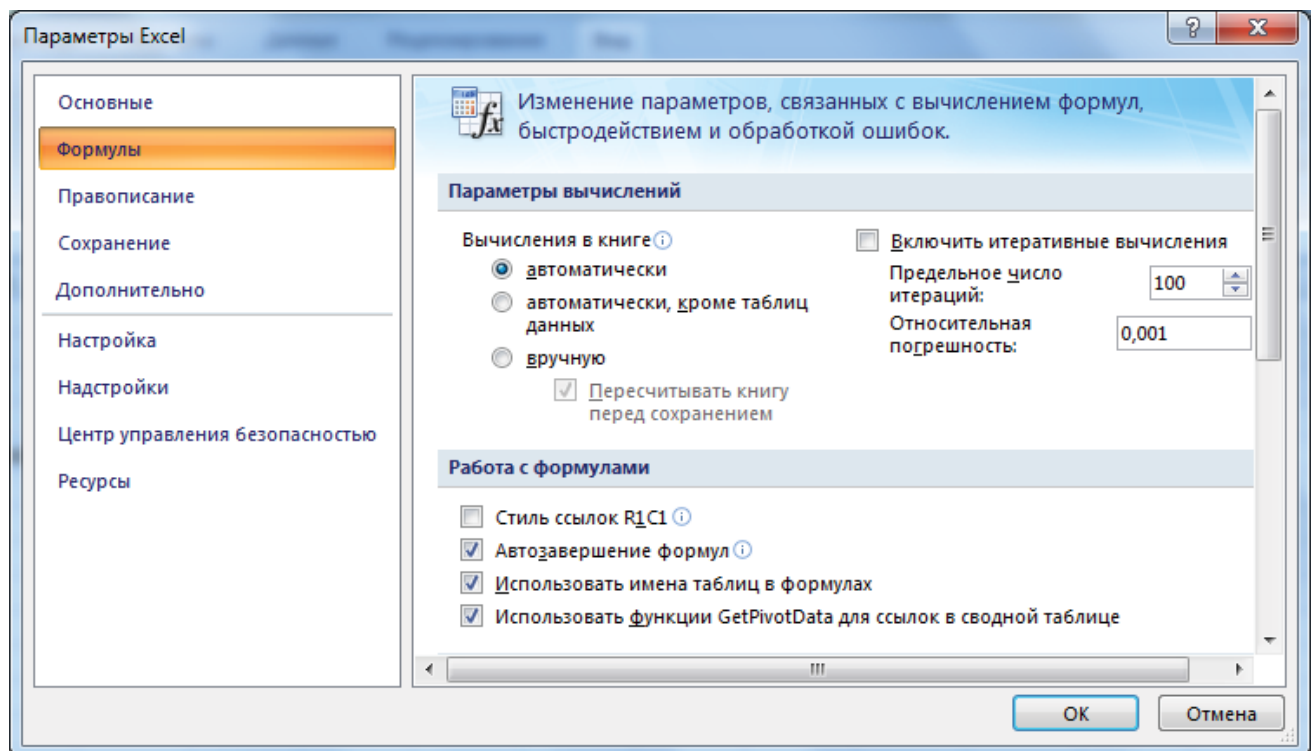 Параметры Excel
Основные
Формулы
Правописание
Сохранение
Дополнительно
Настройка
Надстройки
Центр управления безопасностью
Ресурсы
Изменение параметров, связанных с вычислением формул,
быстродействием и обработкой ошибок.
Параметры вычислений
Вычисления в книге
автоматически
автоматически, кроме таблиц
данных
вручную
Пересчитывать книгу
перед сохранением
Включить итеративные вычисления
Предельное число
итераций:
100
Относительная
погрешность:
0,001
Работа с формулами
Стиль ссылок R1C1
Автозавершение формул
Использовать имена таблиц в формулах
Использовать функции GetPivotData для ссылок в сводной таблице
ОК
Отмена